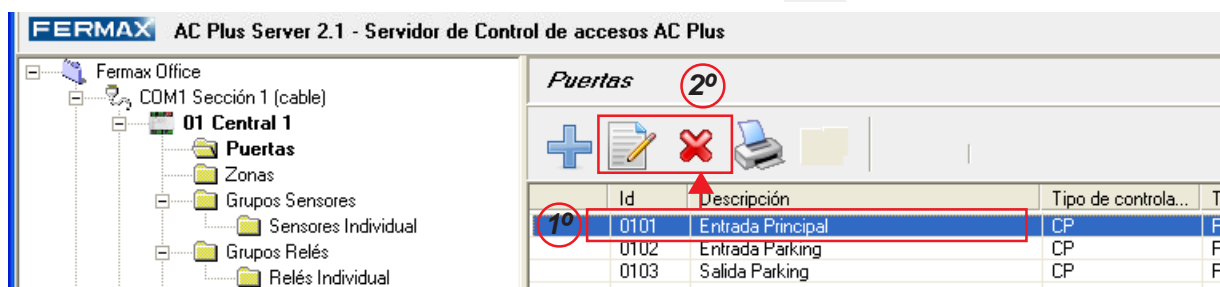 FERMAX AC Plus Server 2.1 - Servidor de Control de accesos AC Plus
Fermax Office
COM1 Sección 1 (cable)
01 Central 1
Puertas
Zonas
Grupos Sensores
Sensores Individual
Grupos Relés
Relés Individual
Puertas
2º
Id Descripción Tipo de controla... T
1º 0101 Entrada Principal CP
0102 Entrada Parking CP
0103 Salida Parking CP